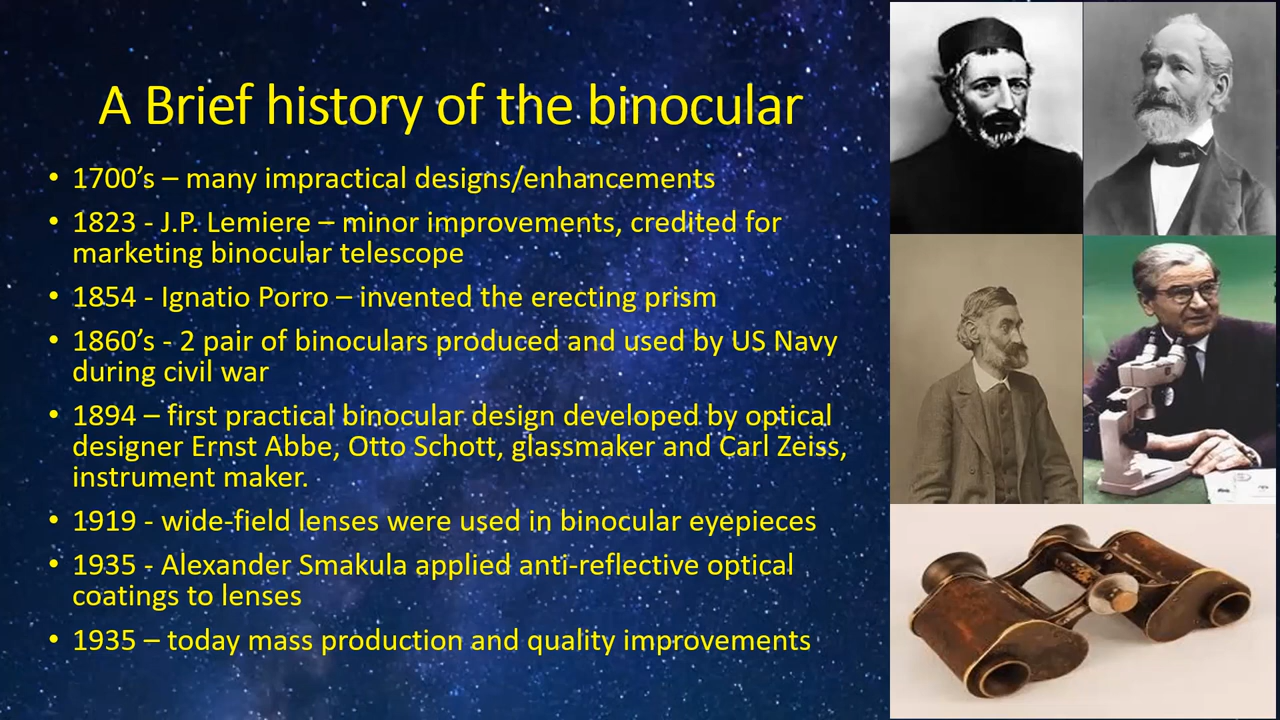 A Brief history of the binocular
• 1700’s – many impractical designs/enhancements
• 1823 - J.P. Lemiere – minor improvements, credited for
marketing binocular telescope
• 1854 - Ignatio Porro – invented the erecting prism
• 1860’s - 2 pair of binoculars produced and used by US Navy
during civil war
• 1894 – first practical binocular design developed by optical
designer Ernst Abbe, Otto Schott, glassmaker and Carl Zeiss,
instrument maker.
• 1919 - wide-field lenses were used in binocular eyepieces
• 1935 - Alexander Smakula applied anti-reflective optical
coatings to lenses
• 1935 – today mass production and quality improvements